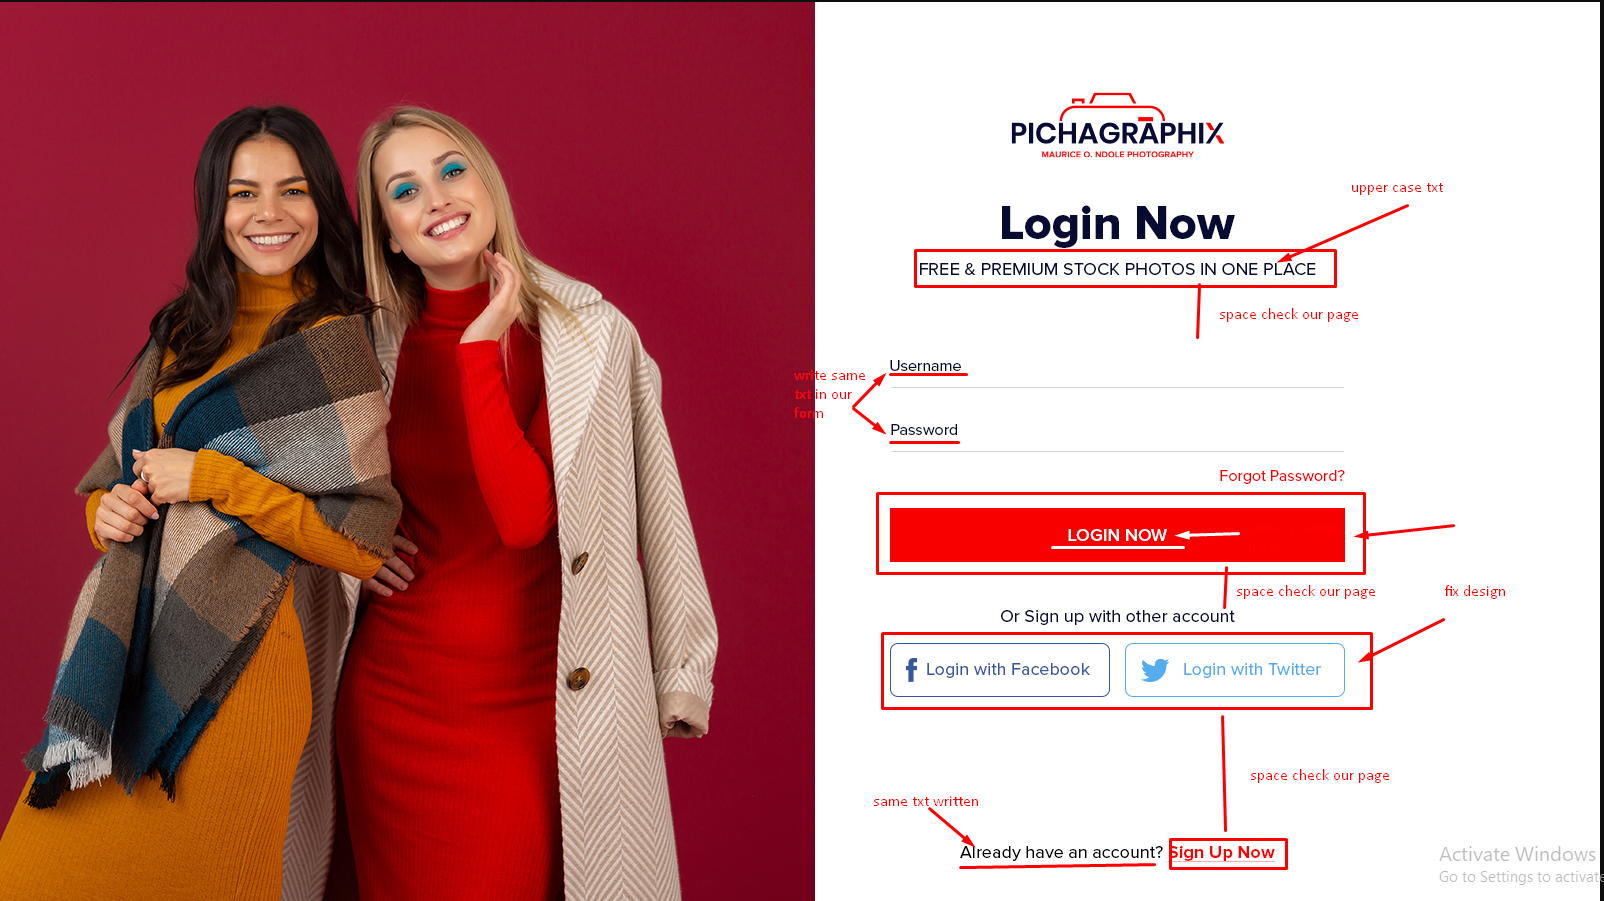 PICHAGRAPHIX
MAURICE O. NDOLE PHOTOGRAPHY
upper case txt
Login Now
FREE & PREMIUM STOCK PHOTOS IN ONE PLACE
space check our page
Username
write same
txt in our
form
Password
Forgot Password?
LOGIN NOW
space check our page
fix design
Or Sign up with other account
Login with Facebook
Login with Twitter
space check our page
same txt written
Already have an account? Sign Up Now
Activate Windows
Go to Settings to activate